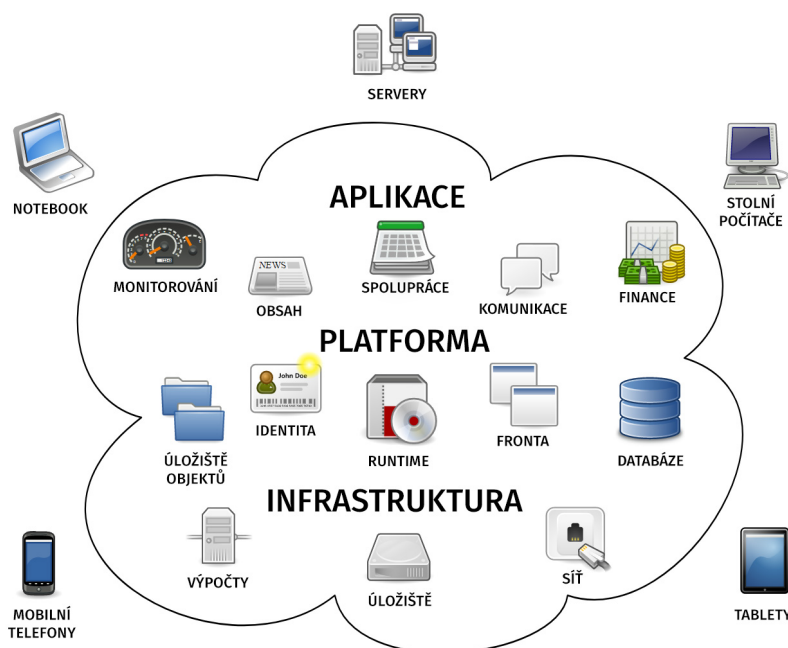 SERVERY
NOTEBOOK
STOLNÍ
POČÍTAČE
APLIKACE
MONITOROVÁNÍ
NEWS
OBSAH
SPOLUPRÁCE
KOMUNIKACE
FINANCE
PLATFORMA
John Doe
ÚLOŽIŠTĚ
OBJEKTŮ
IDENTITA
RUNTIME
FRONTA
DATABÁZE
INFRASTRUKTURA
VÝPOČTY
ÚLOŽIŠTĚ
SÍŤ
MOBILNÍ
TELEFONY
TABLETY